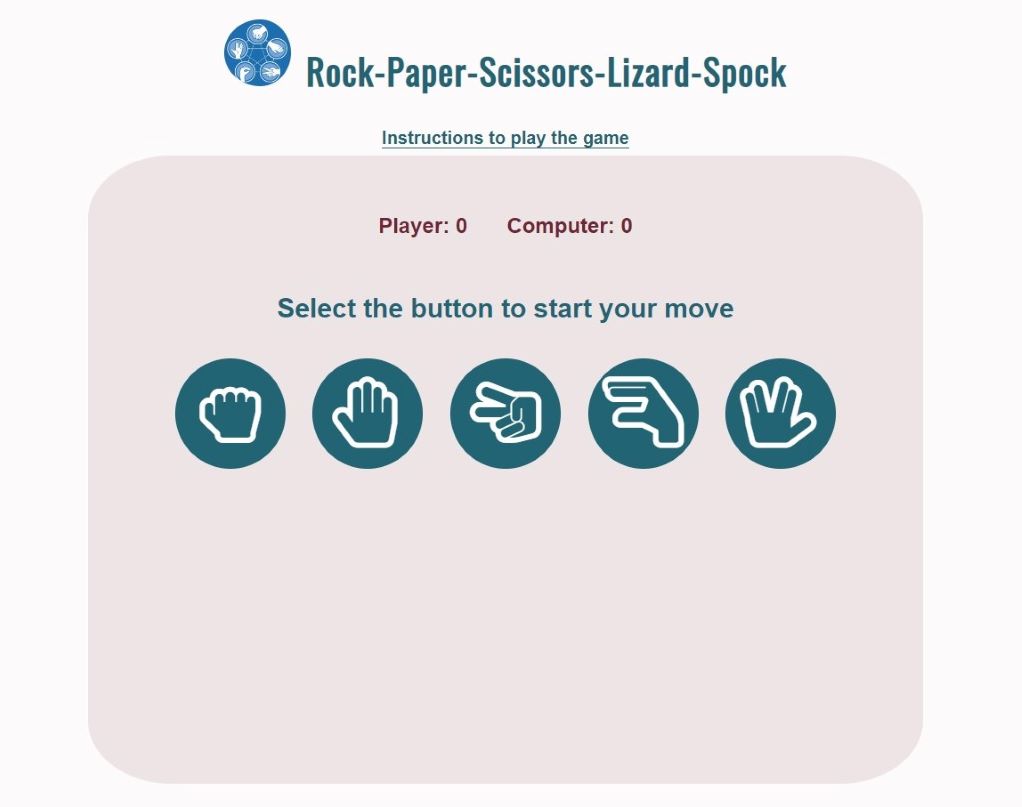 Rock-Paper-Scissors-Lizard-Spock
Instructions to play the game
Player: 0 Computer: 0
Select the button to start your move